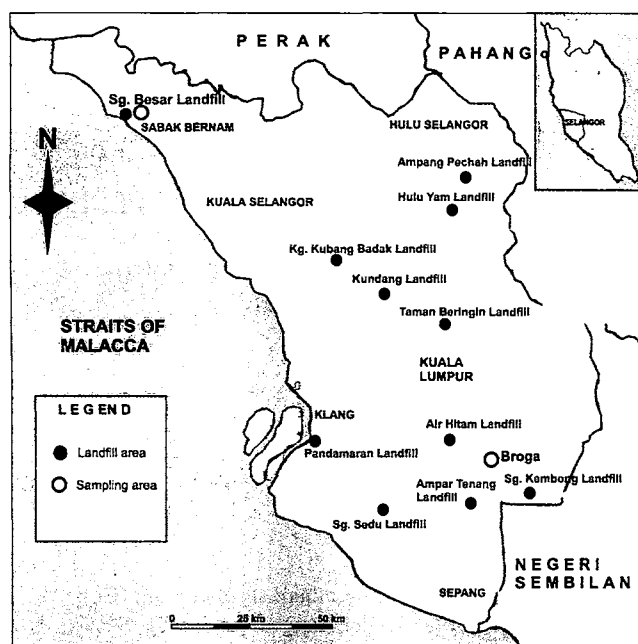 PERAK
PAHANG
SELANGOR
Sg. Besar Landfill
SABAK BERNAM
HULU SELANGOR
N
Ampang Pechah Landfill
KUALA SELANGOR
Hulu Yam Landfill
Kg. Kubang Badak Landfill
Kundang Landfill
Taman Beringin Landfill
STRAITS OF
MALACCA
KUALA
LUMPUR
LEGEND
Landfill area
Sampling area
KLANG
Air Hitam Landfill
Pandamaran Landfill
Broga
Ampar Tenang
Landfill
Sg. Kembong Landfill
Sg. Sedu Landfill
NEGERI
SEMBILAN
SEPANG
0 25 km 50 km